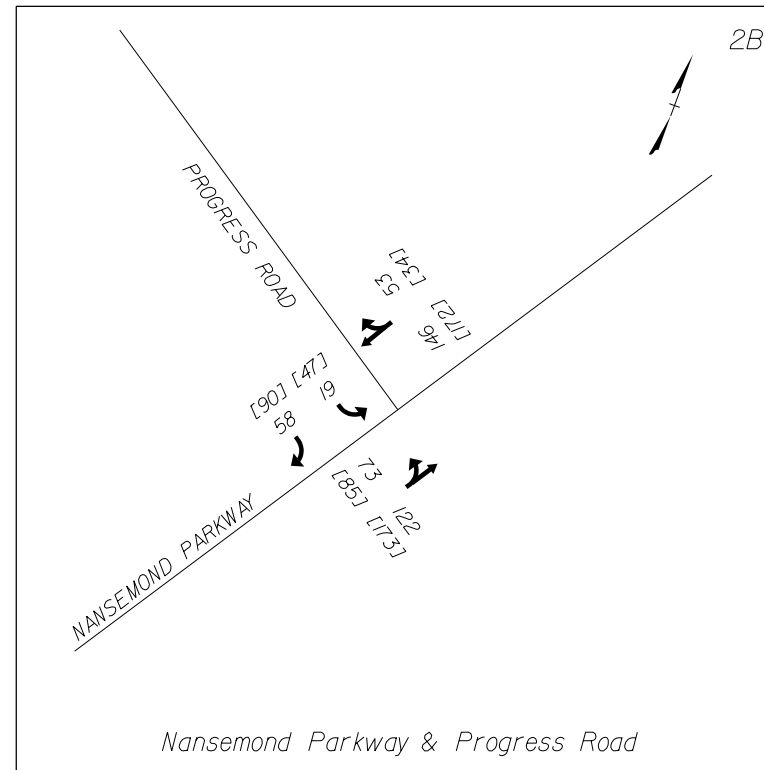 2B
PROGRESS ROAD
53 [34]
146 [172]
[90] [47]
58 19
73 122
[85] [173]
NANSEMOND PARKWAY
Nansemond Parkway & Progress Road